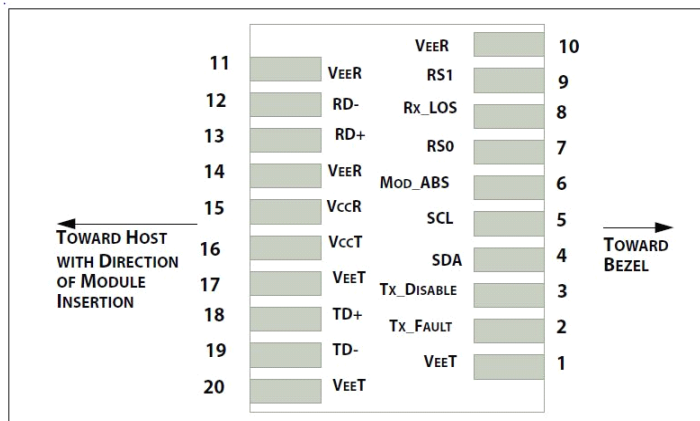 11 VEER
12 RD-
13 RD+
14 VEER
15 VCCR
16 VCCT
17 VEET
18 TD+
19 TD-
20 VEET
VEER 10
RS1 9
RX_LOS 8
RS0 7
MOD_ABS 6
SCL 5
SDA 4
TX_DISABLE 3
TX_FAULT 2
VEET 1
TOWARD HOST
WITH DIRECTION
OF MODULE
INSERTION
TOWARD
BEZEL